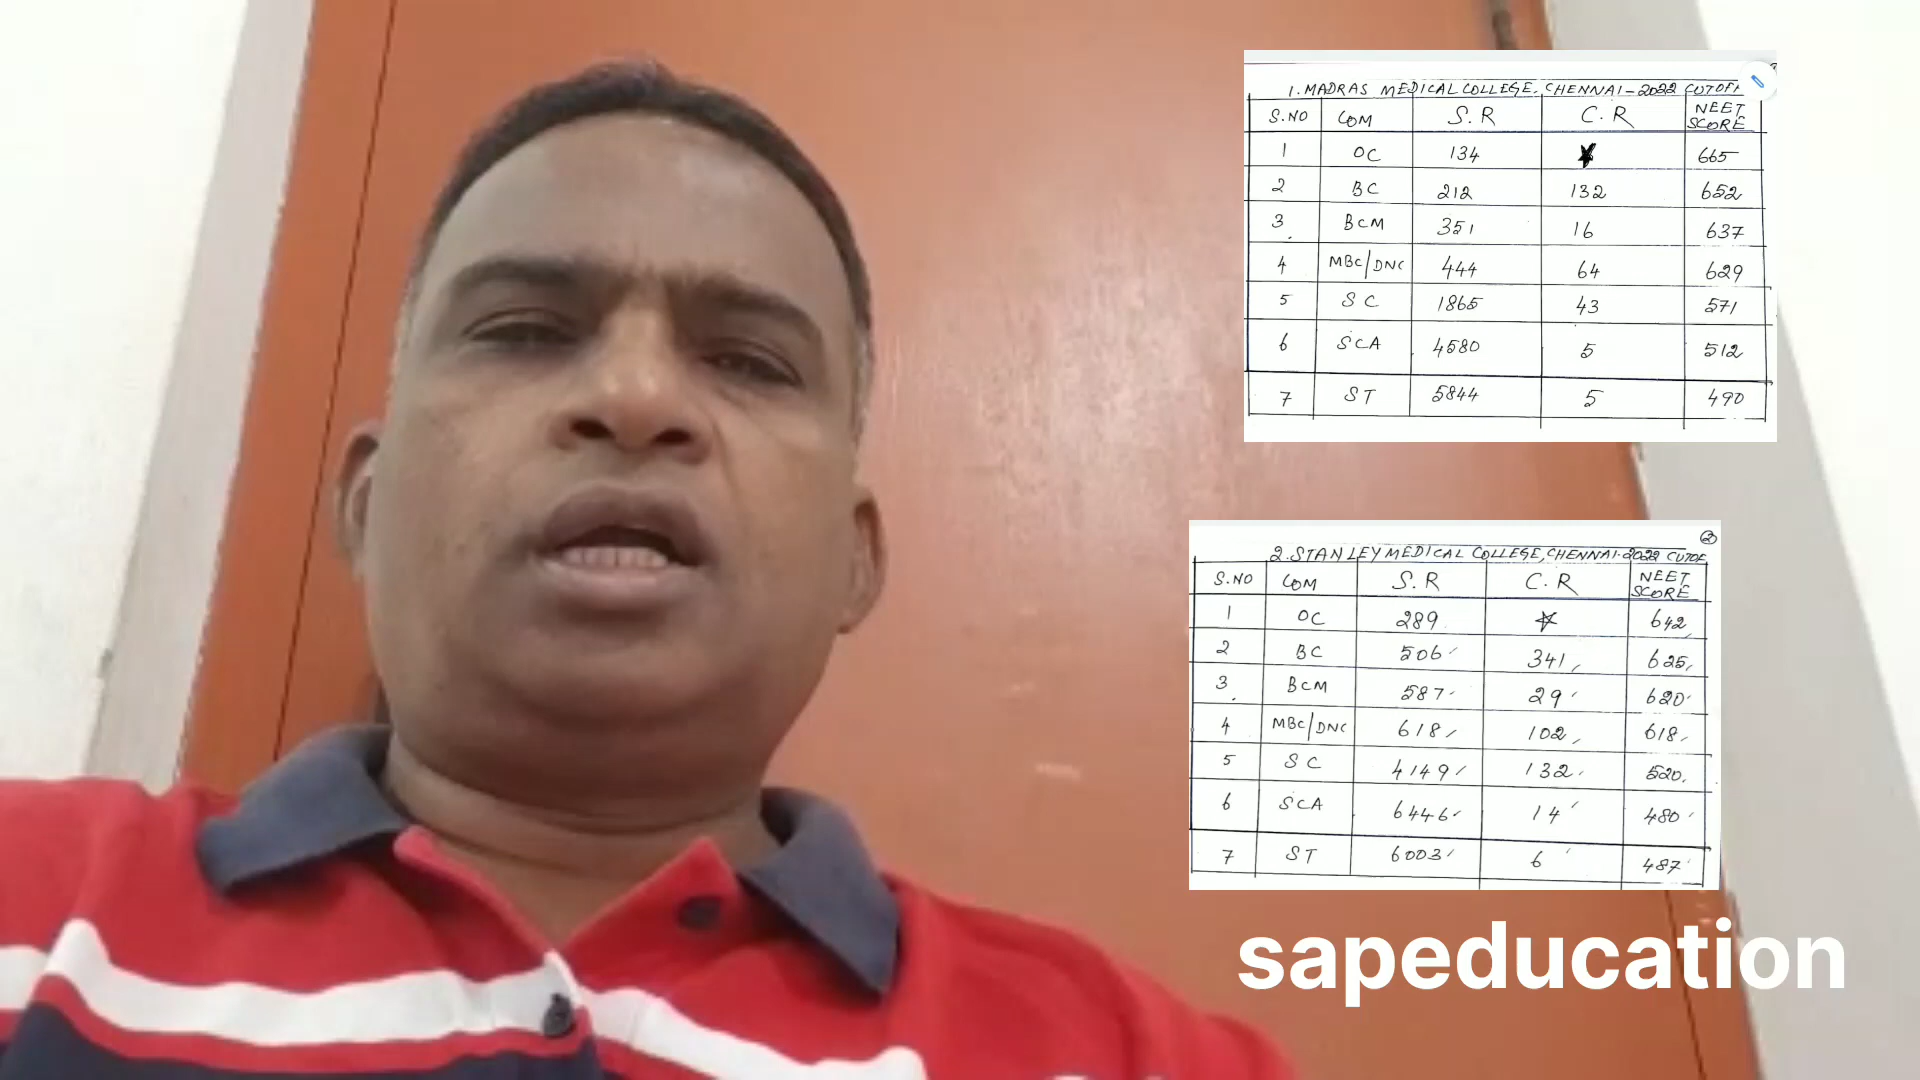 1. MADRAS MEDICAL COLLEGE, CHENNAI - 2022 CUTOFF
S.NO COM S.R C.R NEET SCORE
1 OC 134 665
2 BC 212 132 652
3 BCM 351 16 637
4 MBC/DNC 444 64 629
5 SC 1865 43 571
6 SCA 4580 5 512
7 ST 5844 5 490
2
2. STANLEY MEDICAL COLLEGE, CHENNAI-2022 CUTOF
S.NO COM S.R C.R NEET SCORE
1 OC 289 642
2 BC 506 341 625
3 BCM 587 29 620
4 MBC/DNC 618 102 618
5 SC 4149 132 520
6 SCA 6446 14 480
7 ST 6003 6 487
sapeducation